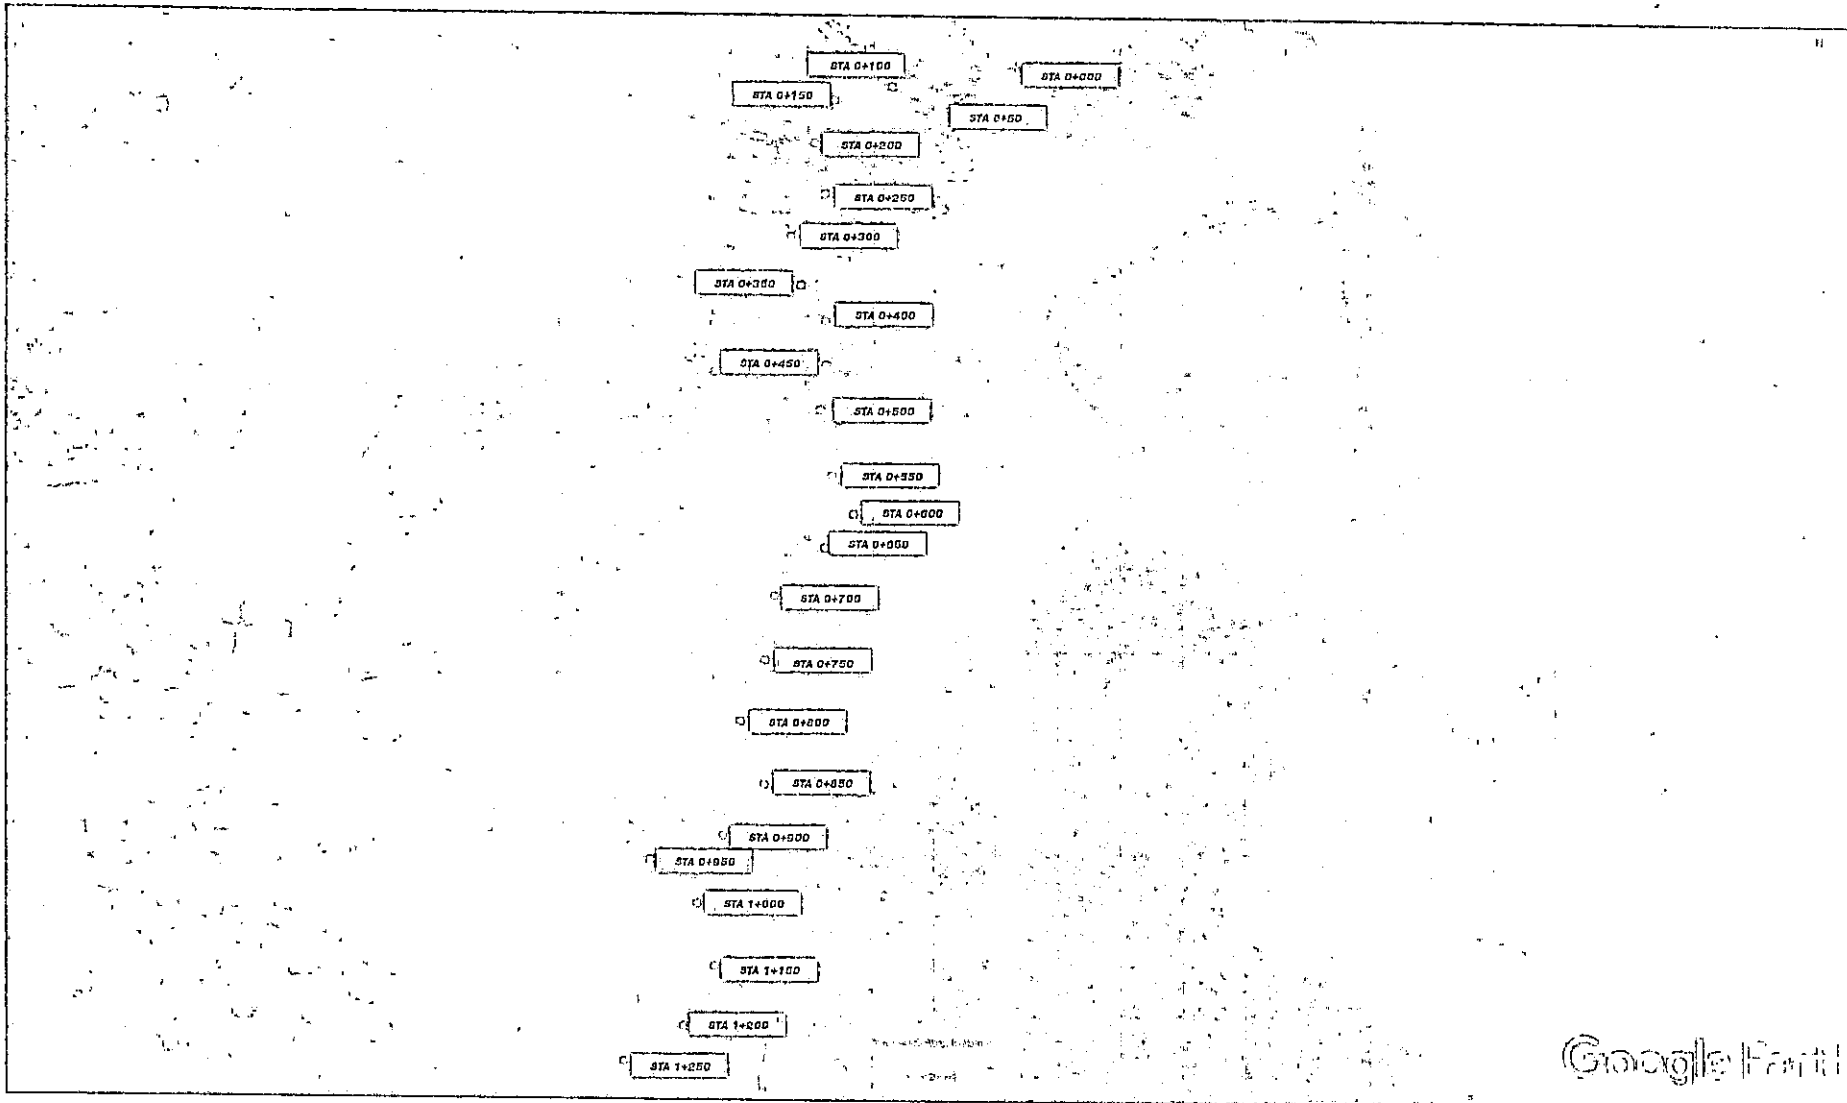 STA 0+100
STA 0+000
STA 0+150
STA 0+50
STA 0+200
STA 0+250
STA 0+300
STA 0+350
STA 0+400
STA 0+450
STA 0+500
STA 0+550
STA 0+600
STA 0+650
STA 0+700
STA 0+750
STA 0+800
STA 0+850
STA 0+900
STA 0+950
STA 1+000
STA 1+100
STA 1+200
STA 1+250
Google Earth